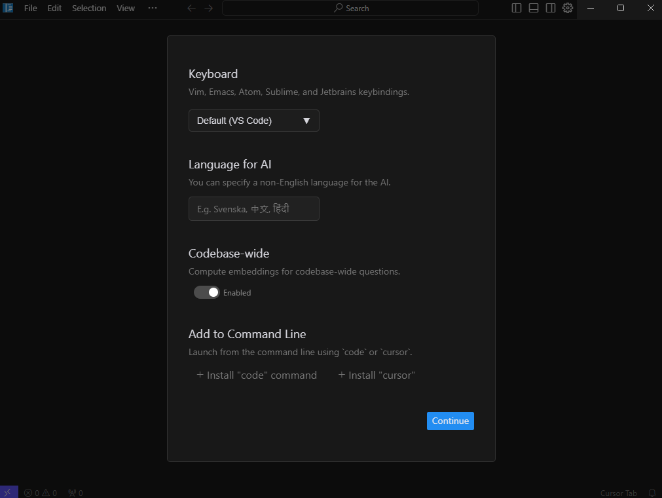 File Edit Selection View ···
Search
Keyboard
Vim, Emacs, Atom, Sublime, and Jetbrains keybindings.
Default (VS Code)
Language for AI
You can specify a non-English language for the AI.
E.g. Svenska, 中文, हिंदी
Codebase-wide
Compute embeddings for codebase-wide questions.
Enabled
Add to Command Line
Launch from the command line using `code` or `cursor`.
+ Install "code" command + Install "cursor"
Continue
0 0 0 Cursor Tab